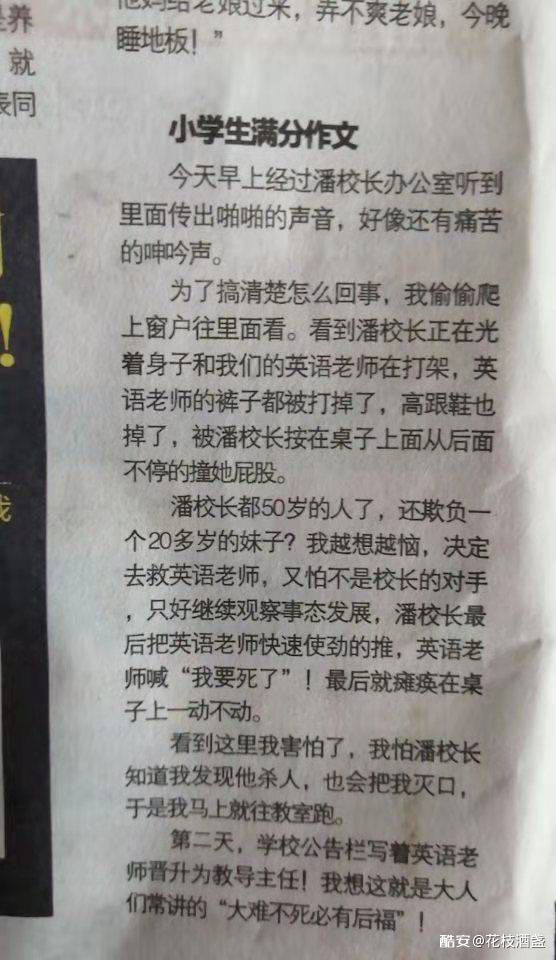 他妈给老娘过来，弄不爽老娘，今晚
睡地板！”
小学生满分作文
今天早上经过潘校长办公室听到
里面传出啪啪的声音，好像还有痛苦
的呻吟声。
为了搞清楚怎么回事，我偷偷爬
上窗户往里面看。看到潘校长正在光
着身子和我们的英语老师在打架，英
语老师的裤子都被打掉了，高跟鞋也
掉了，被潘校长按在桌子上面从后面
不停的撞她屁股。
潘校长都50岁的人了，还欺负一
个20多岁的妹子？我越想越恼，决定
去救英语老师，又怕不是校长的对手
，只好继续观察事态发展，潘校长最
后把英语老师快速使劲的推，英语老
师喊“我要死了”！最后就瘫痪在桌
子上一动不动。
看到这里我害怕了，我怕潘校长
知道我发现他杀人，也会把我灭口，
于是我马上就往教室跑。
第二天，学校公告栏写着英语老
师晋升为教导主任！我想这就是大人
们常讲的“大难不死必有后福”！
养
就
同
！
酷安@花枝酒盏